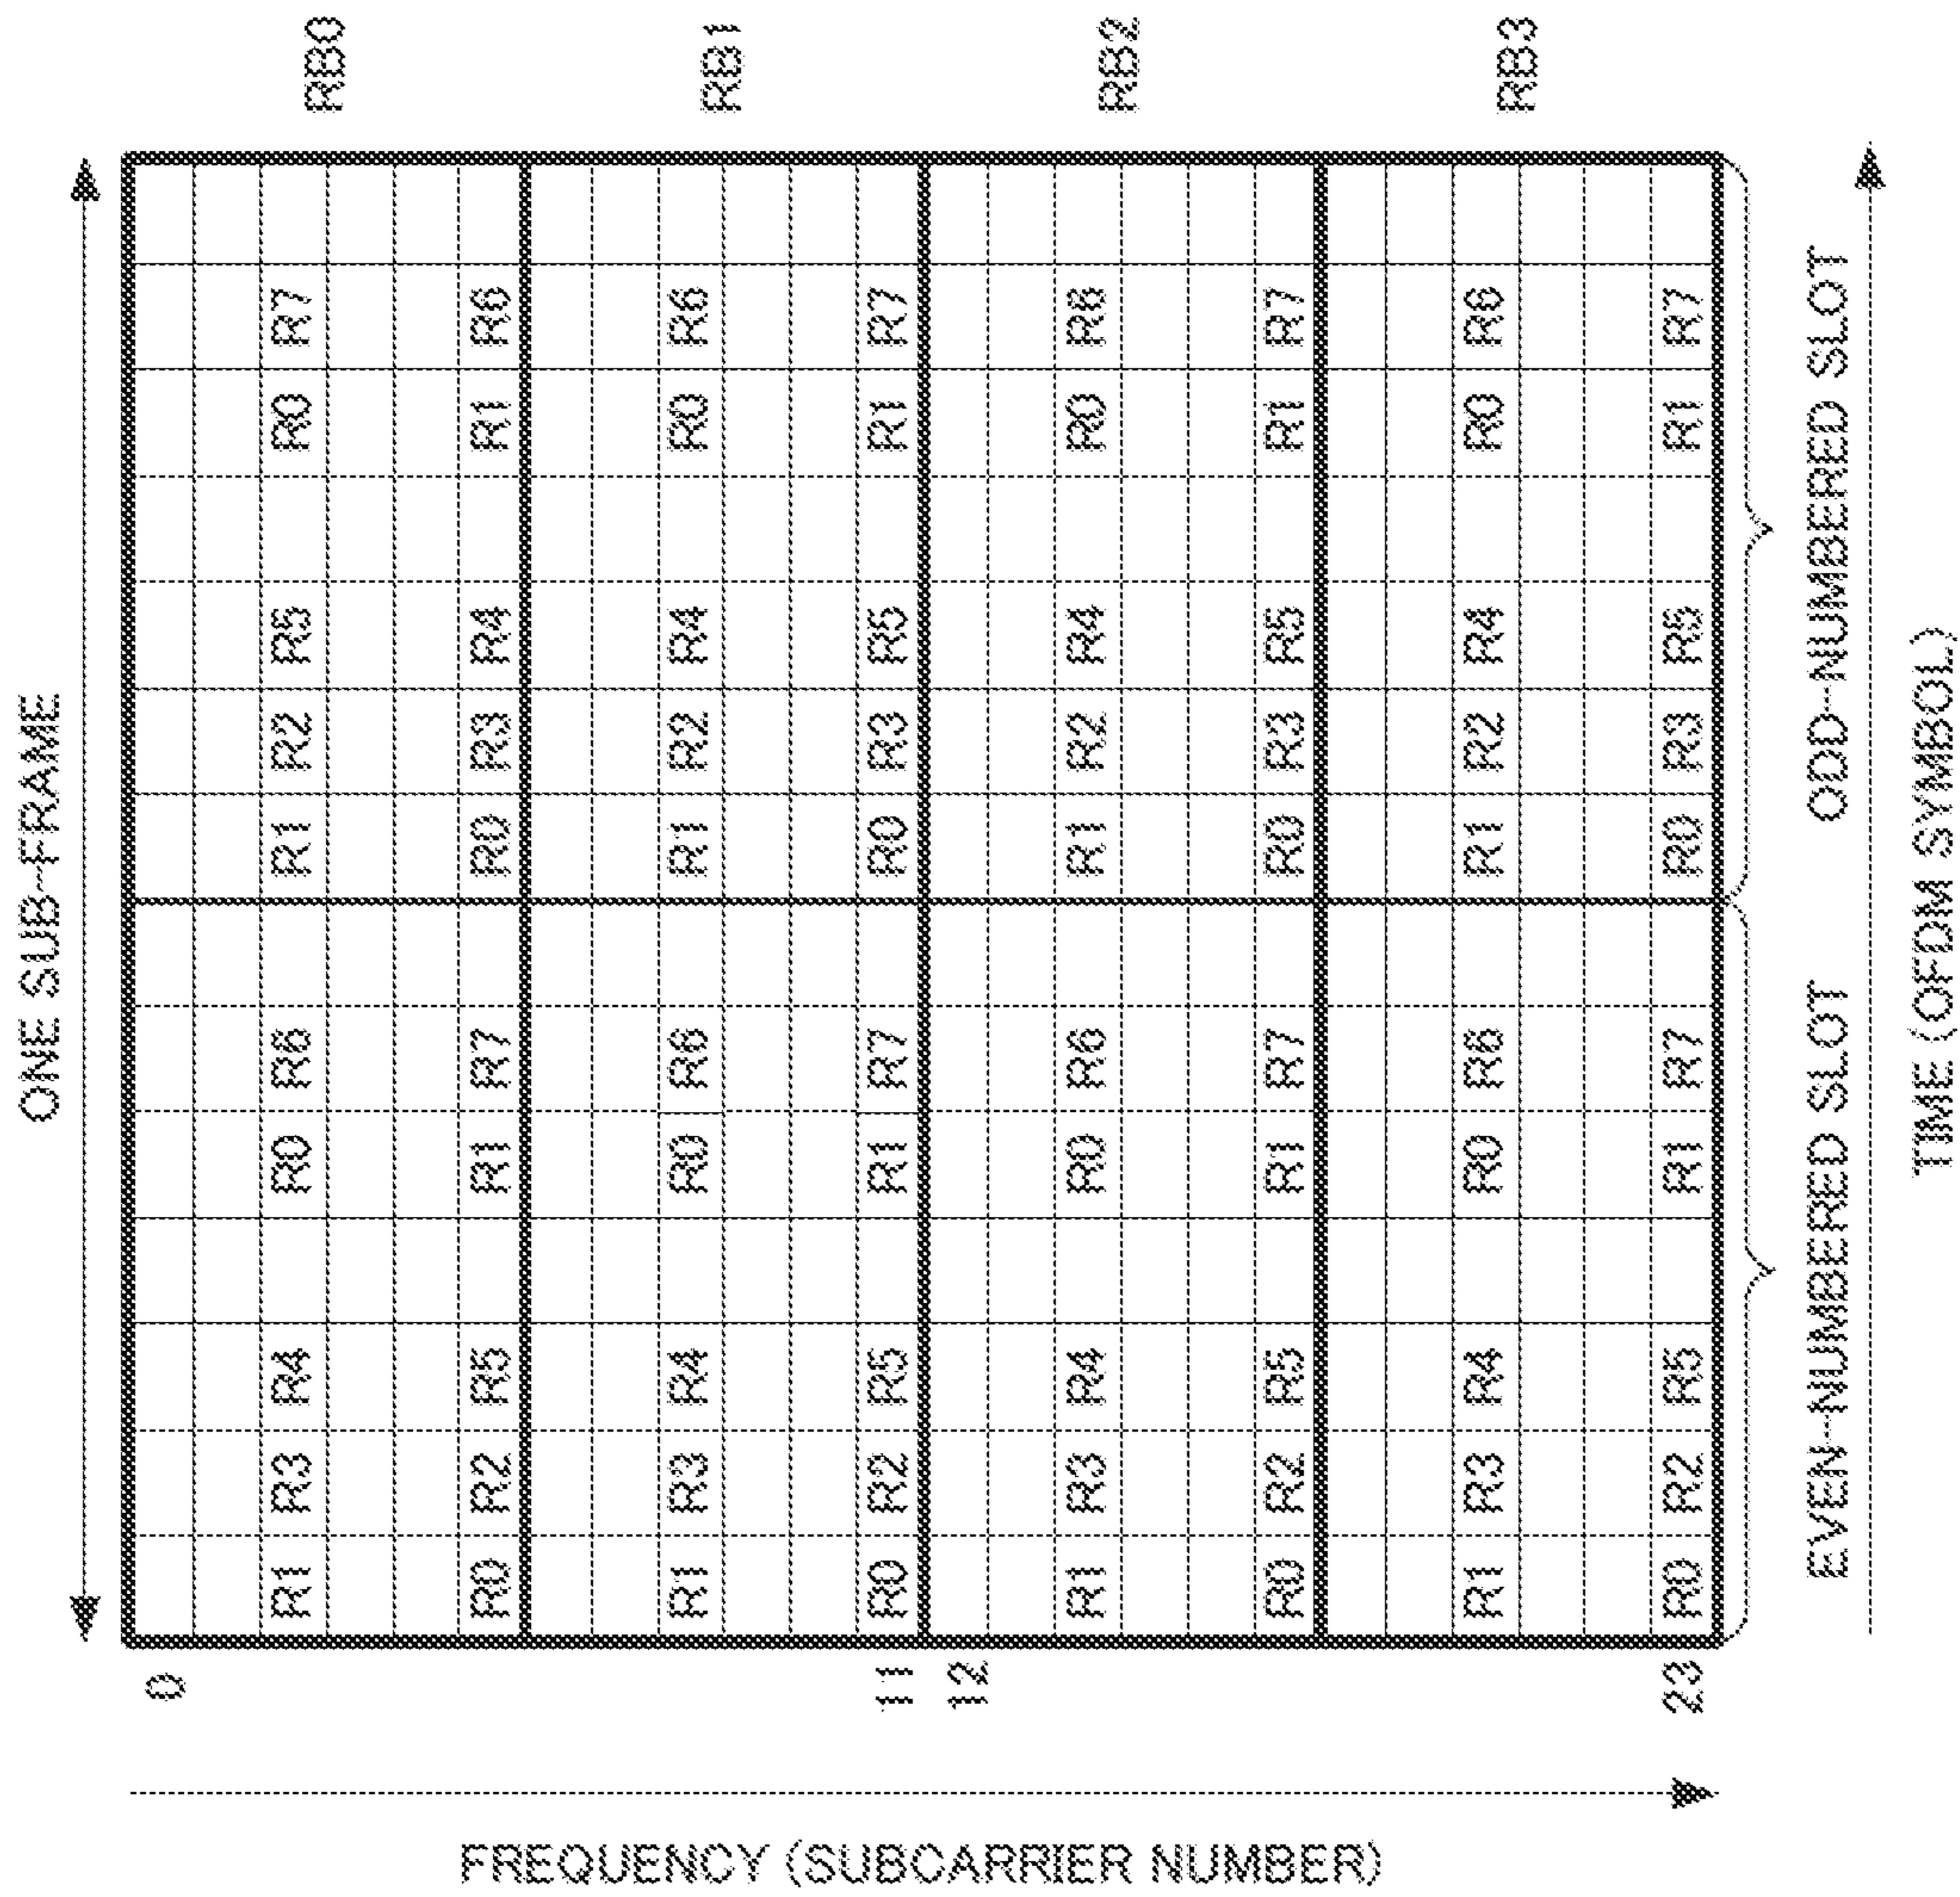 ONE SUB-FRAME
0
R1 R3 R4 R0 R6 R1 R2 R5 R0 R7
RB0
R0 R2 R5 R1 R7 R0 R3 R4 R1 R6
R1 R3 R4 R0 R6 R1 R2 R4 R0 R6
RB1
11 R0 R2 R5 R1 R7 R0 R3 R5 R1 R7
12
R1 R3 R4 R0 R6 R1 R2 R4 R0 R6
RB2
R0 R2 R5 R1 R7 R0 R3 R5 R1 R7
R1 R3 R4 R0 R6 R1 R2 R4 R0 R6
RB3
23 R0 R2 R5 R1 R7 R0 R3 R5 R1 R7
EVEN-NUMBERED SLOT ODD-NUMBERED SLOT
TIME (OFDM SYMBOL)
FREQUENCY (SUBCARRIER NUMBER)